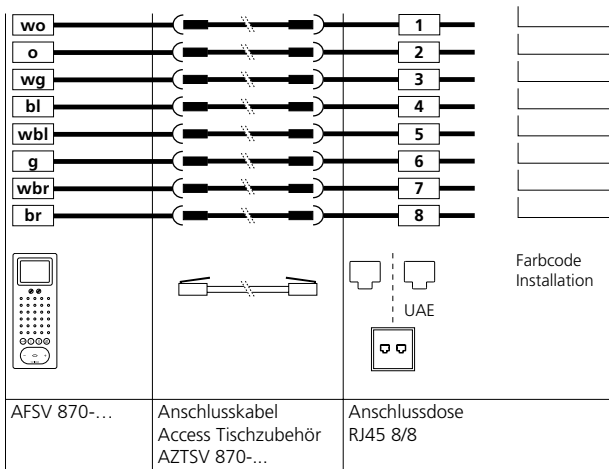 wo 1
o 2
wg 3
bl 4
wbl 5
g 6
wbr 7
br 8
Farbcode
Installation
UAE
AFSV 870-...
Anschlusskabel
Access Tischzubehör
AZTSV 870-...
Anschlussdose
RJ45 8/8